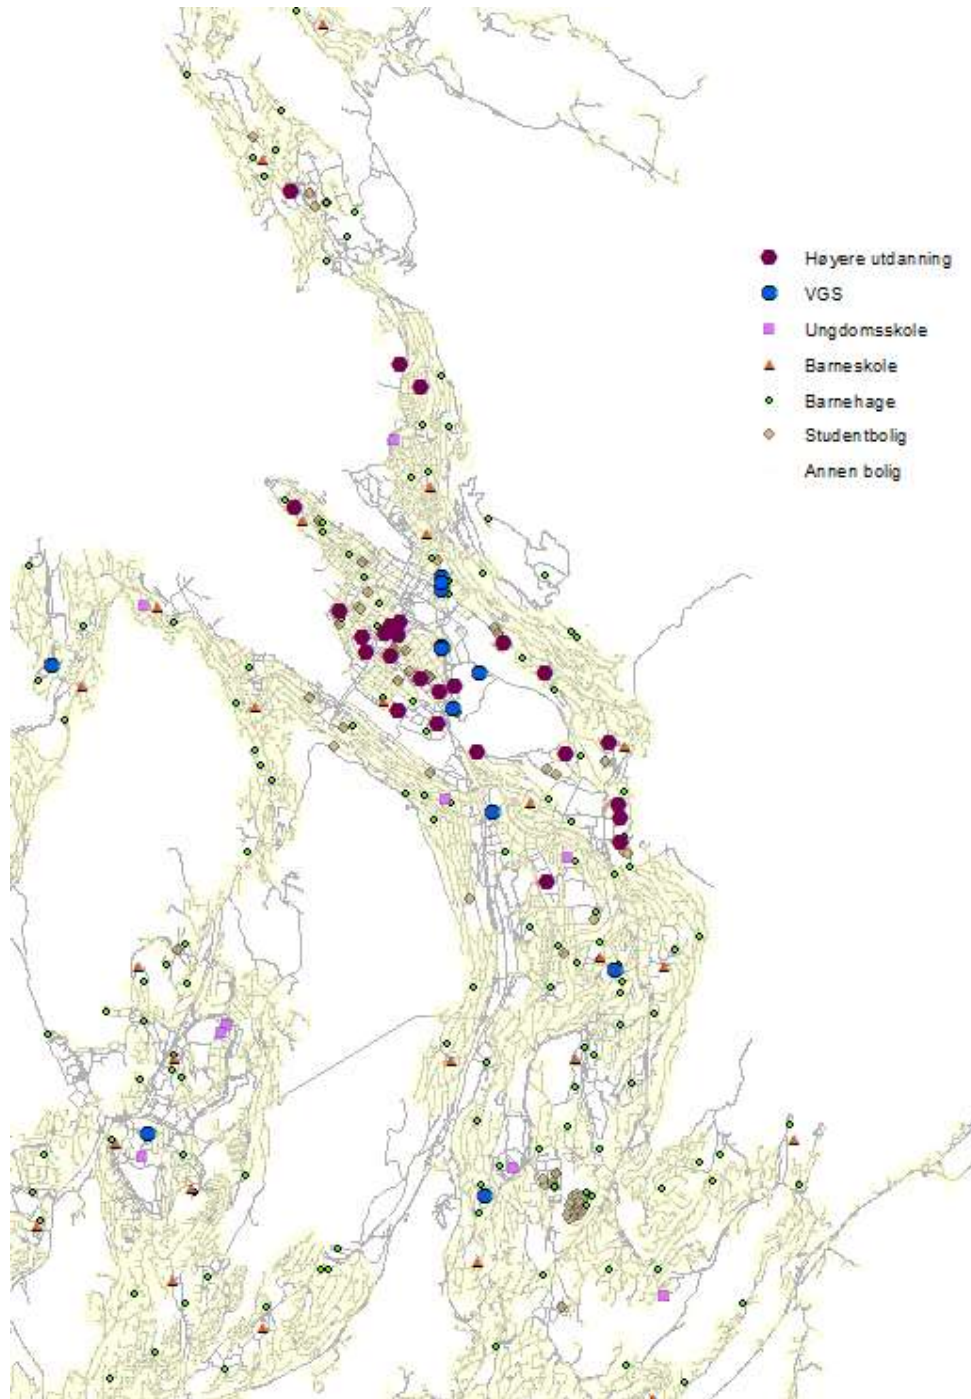 Høyere utdanning
VGS
Ungdomsskole
Barneskole
Barnehage
Studentbolig
Annen bolig